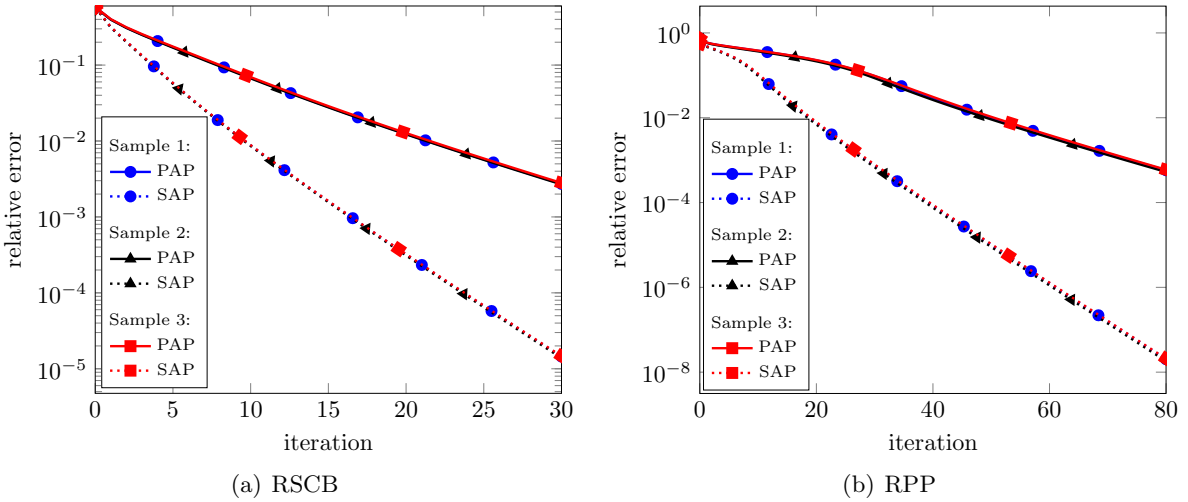 10^{-1}
10^{-2}
10^{-3}
10^{-4}
10^{-5}
relative error
Sample 1:
PAP
SAP
Sample 2:
PAP
SAP
Sample 3:
PAP
SAP
0 5 10 15 20 25 30
iteration
(a) RSCB
10^{0}
10^{-2}
10^{-4}
10^{-6}
10^{-8}
relative error
Sample 1:
PAP
SAP
Sample 2:
PAP
SAP
Sample 3:
PAP
SAP
0 20 40 60 80
iteration
(b) RPP